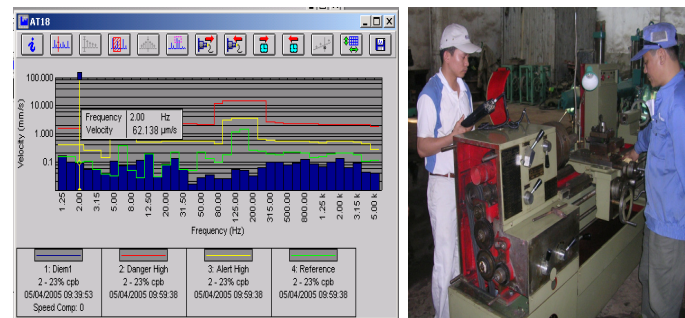 AT18
100.000
10.000
1.000
0.1
Velocity (mm/s)
Frequency 2.00 Hz
Velocity 62.138 µm/s
1.25 2.00 3.15 5.00 8.00 12.50 20.00 31.50 50.00 80.00 125.00 200.00 315.00 500.00 800.00 1.25 k 2.00 k 3.15 k 5.00 k
Frequency (Hz)
1: Diem1
2 - 23% cpb
05/04/2005 09:39:53
Speed Comp: 0
2: Danger High
2 - 23% cpb
05/04/2005 09:59:38
3: Alert High
2 - 23% cpb
05/04/2005 09:59:38
4: Reference
2 - 23% cpb
05/04/2005 09:59:38